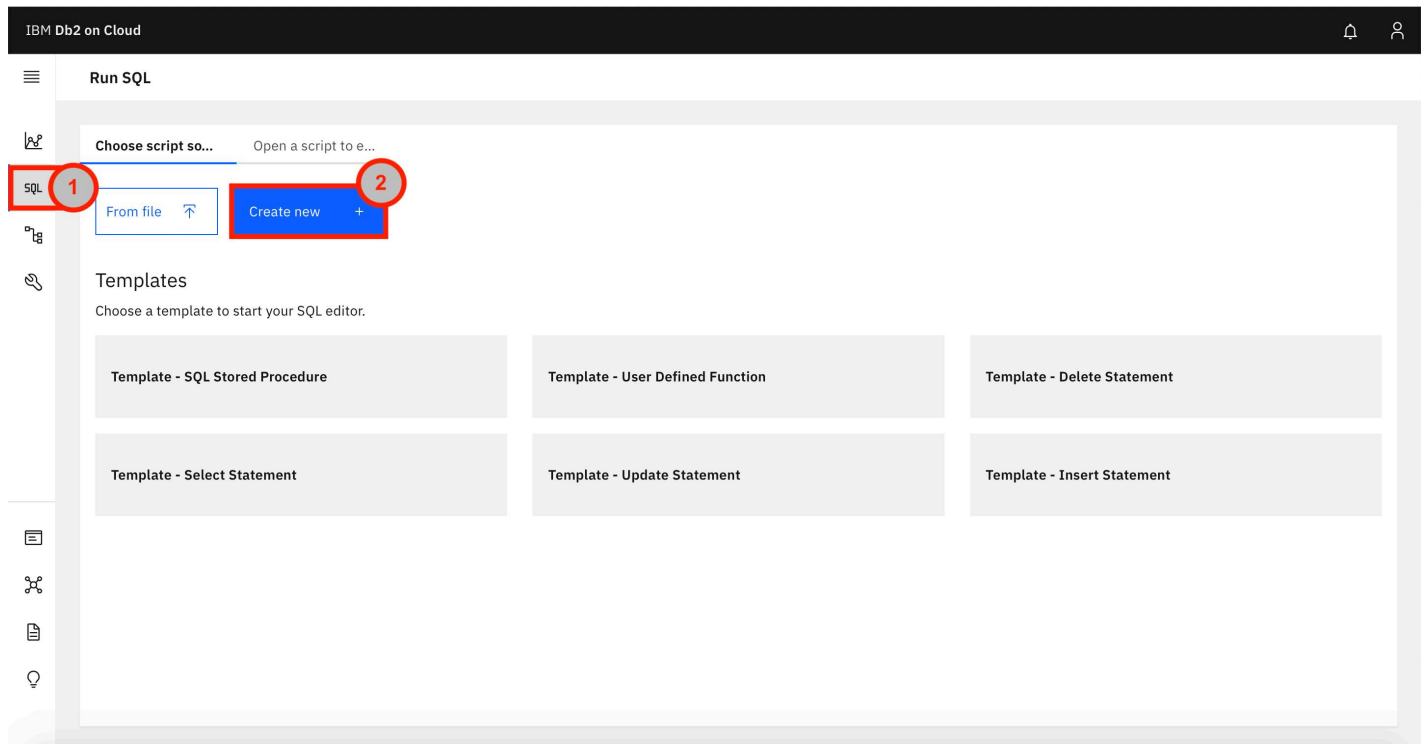 IBM Db2 on Cloud
Run SQL
Choose script so...
Open a script to e...
SQL
1
2
From file
Create new +
Templates
Choose a template to start your SQL editor.
Template - SQL Stored Procedure
Template - User Defined Function
Template - Delete Statement
Template - Select Statement
Template - Update Statement
Template - Insert Statement